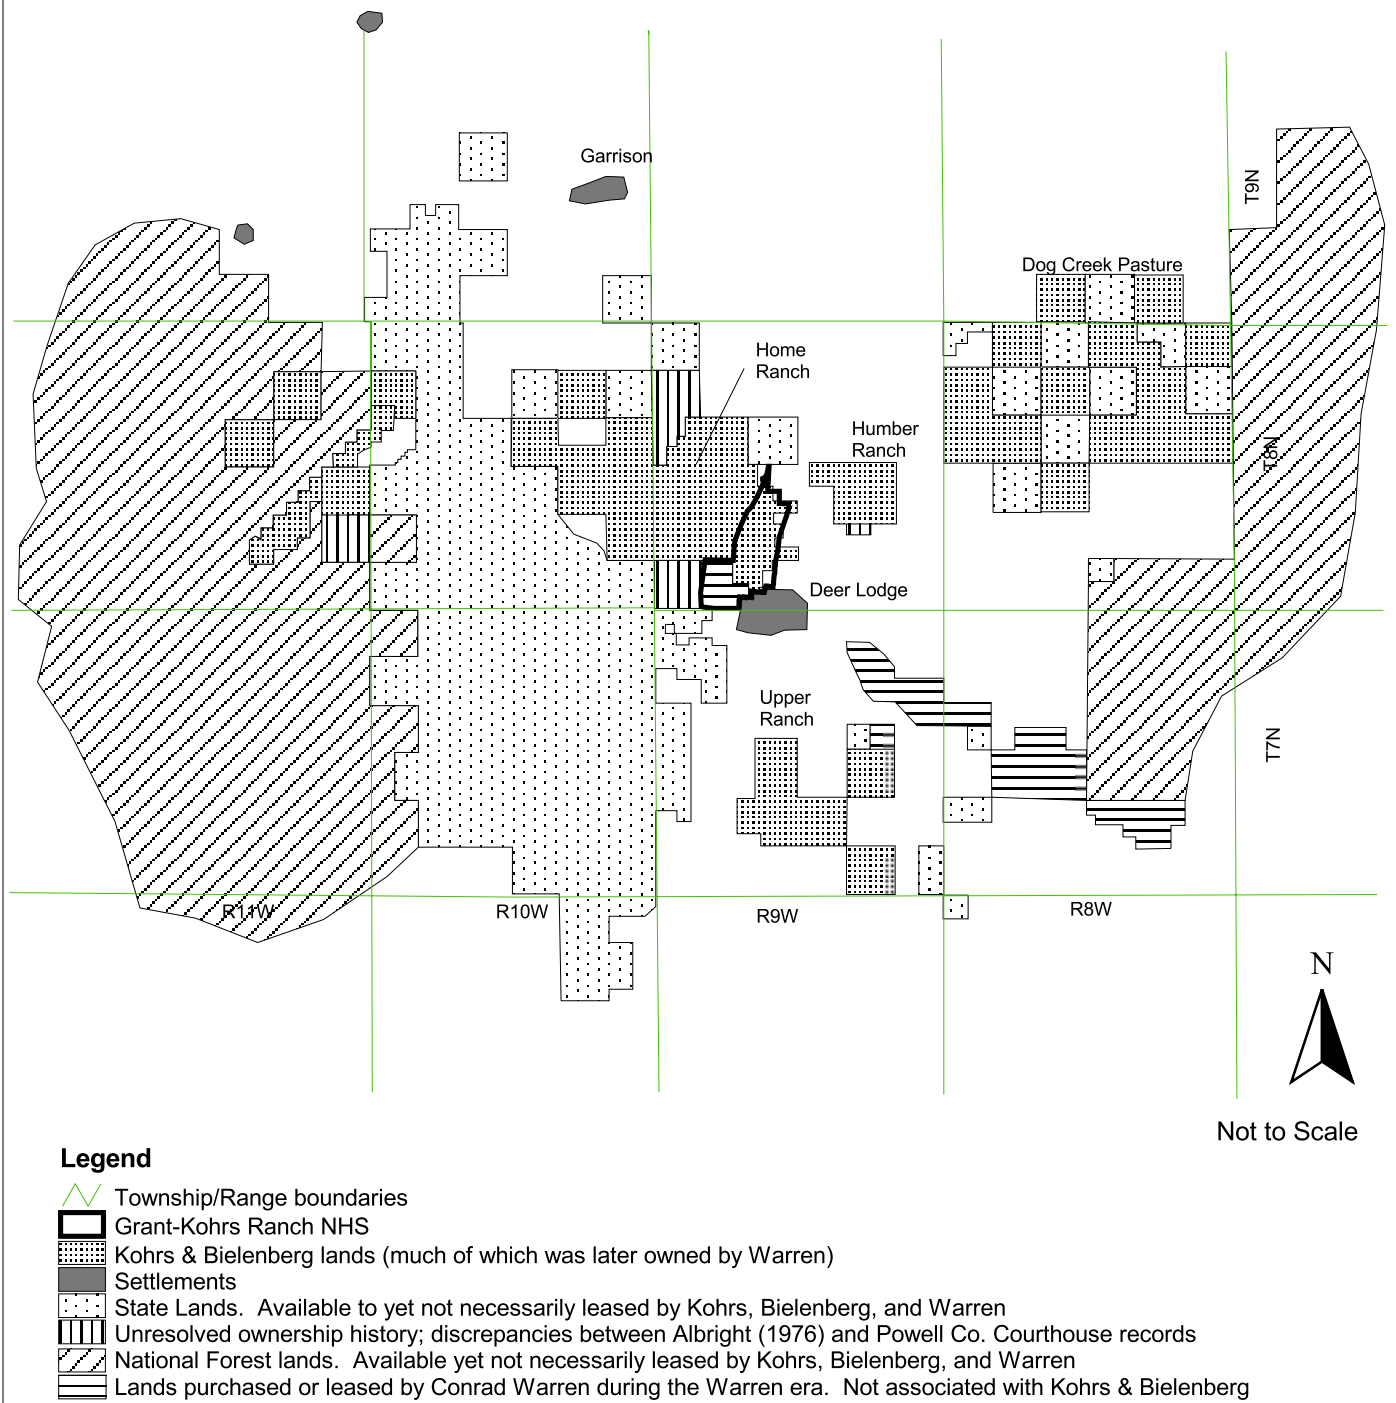 Garrison
T9N
Dog Creek Pasture
Home
Ranch
Humber
Ranch
T8N
Deer Lodge
Upper
Ranch
T7N
R11W
R10W
R9W
R8W
N
Not to Scale
Legend
Township/Range boundaries
Grant-Kohrs Ranch NHS
Kohrs & Bielenberg lands (much of which was later owned by Warren)
Settlements
State Lands.  Available to yet not necessarily leased by Kohrs, Bielenberg, and Warren
Unresolved ownership history; discrepancies between Albright (1976) and Powell Co. Courthouse records
National Forest lands.  Available yet not necessarily leased by Kohrs, Bielenberg, and Warren
Lands purchased or leased by Conrad Warren during the Warren era.  Not associated with Kohrs & Bielenberg